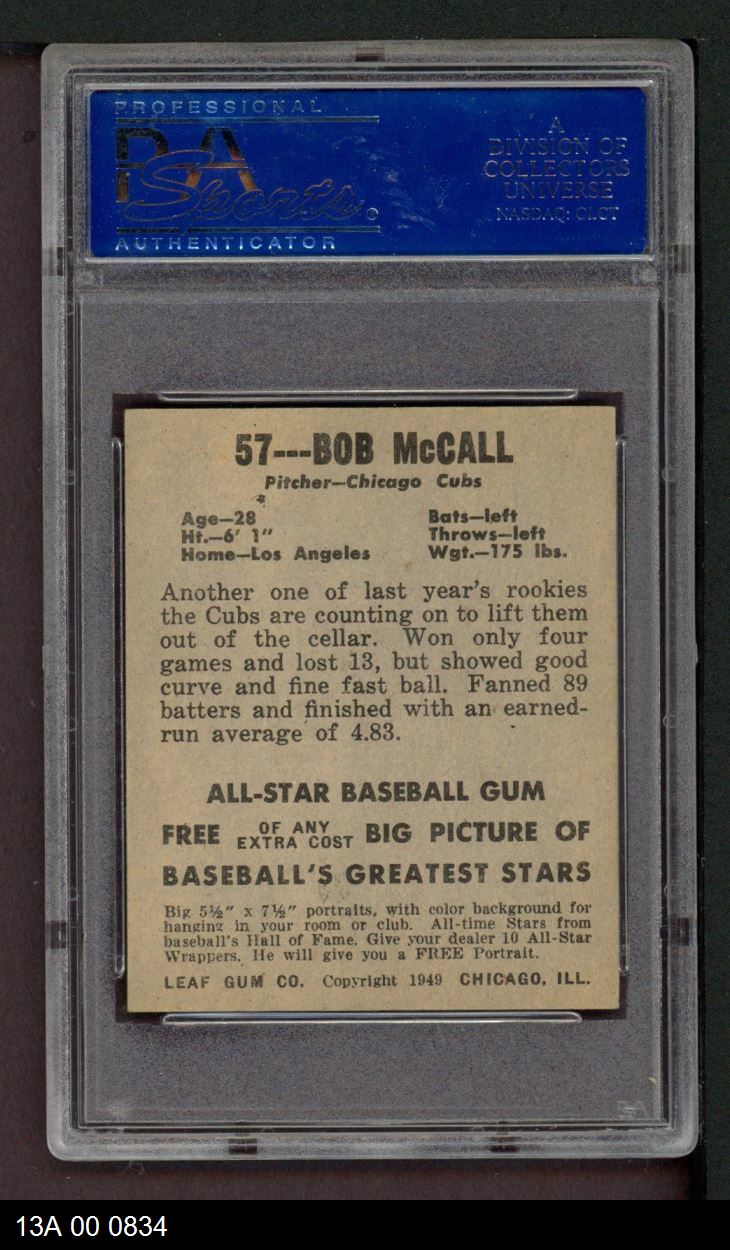 PROFESSIONAL
PSA
Sports®
AUTHENTICATOR
A
DIVISION OF
COLLECTORS
UNIVERSE
NASDAQ: CLCT
57---BOB McCALL
Pitcher—Chicago Cubs
Age—28 Bats—left
Ht.—6' 1" Throws—left
Home—Los Angeles Wgt.—175 lbs.
Another one of last year's rookies
the Cubs are counting on to lift them
out of the cellar. Won only four
games and lost 13, but showed good
curve and fine fast ball. Fanned 89
batters and finished with an earned-
run average of 4.83.
ALL-STAR BASEBALL GUM
FREE OF ANY EXTRA COST BIG PICTURE OF
BASEBALL'S GREATEST STARS
Big 5½" x 7½" portraits, with color background for
hanging in your room or club. All-time Stars from
baseball's Hall of Fame. Give your dealer 10 All-Star
Wrappers. He will give you a FREE Portrait.
LEAF GUM CO. Copyright 1949 CHICAGO, ILL.
PSA
13A 00 0834